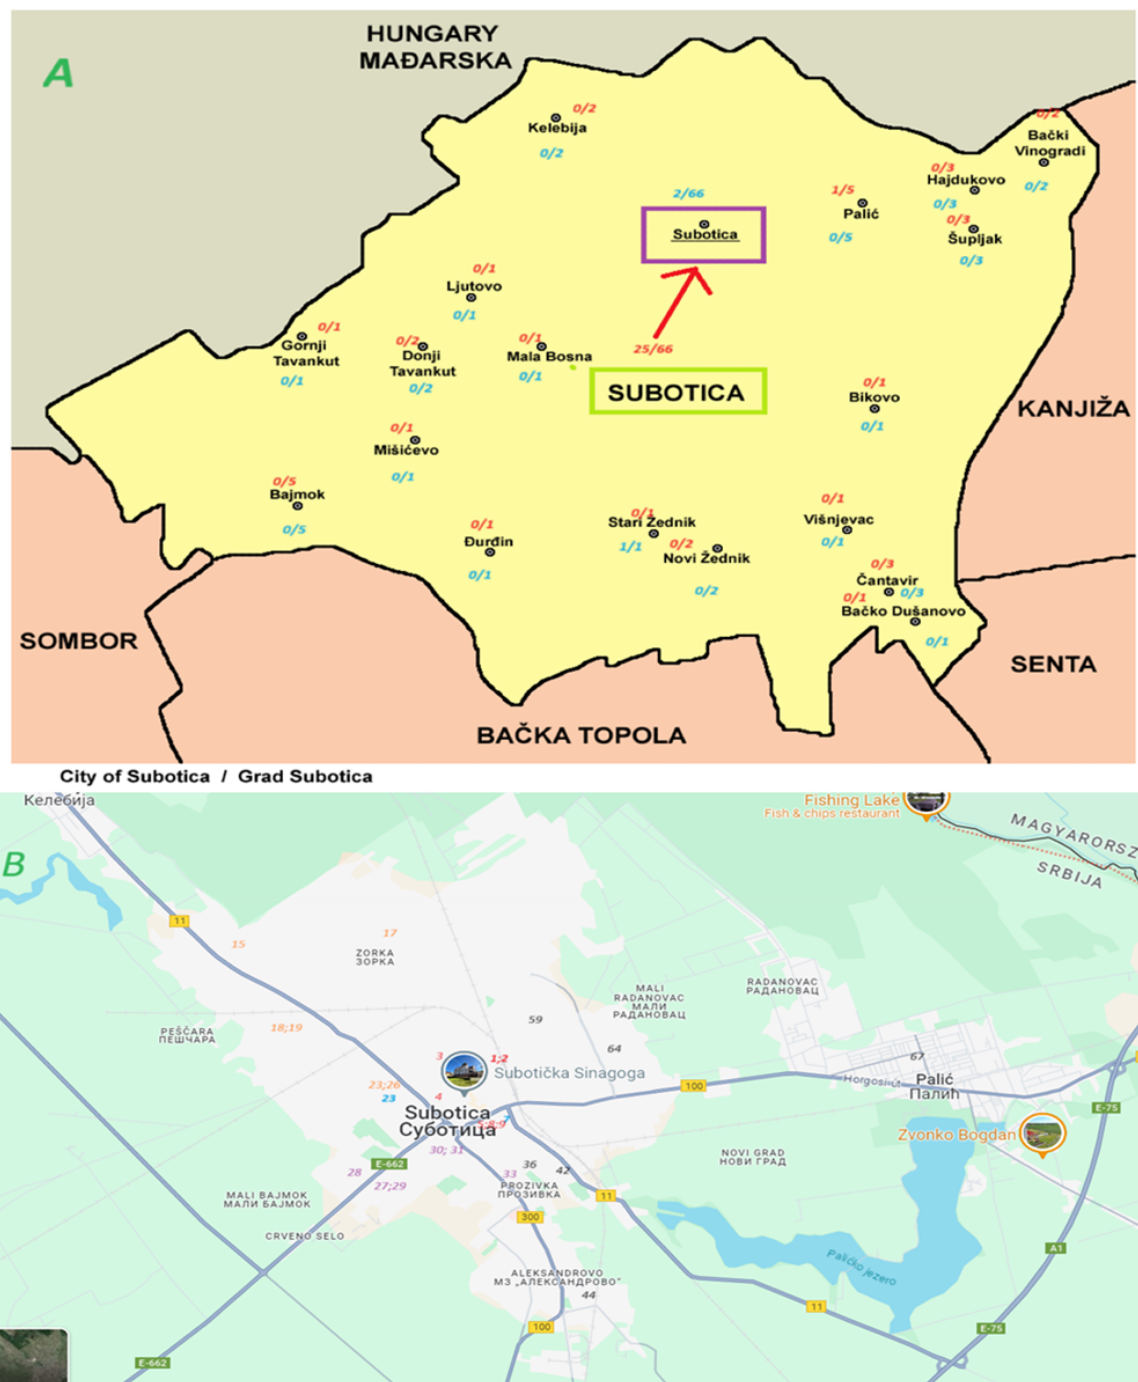 HUNGARY
MAĐARSKA
A
0/2
Kelebija
0/2
0/2
Bački
Vinogradi
0/2
0/3
Hajdukovo
0/3
1/5
Palić
0/5
0/3
Šupljak
0/3
2/66
Subotica
25/66
SUBOTICA
0/1
Ljutovo
0/1
0/1
Gornji
Tavankut
0/1
0/2
Donji
Tavankut
0/2
0/1
Mala Bosna
0/1
0/1
Bikovo
0/1
KANJIŽA
0/1
Mišićevo
0/1
0/5
Bajmok
0/5
0/1
Đurđin
0/1
0/1
Stari Žednik
1/1
0/2
Novi Žednik
0/2
0/1
Višnjevac
0/1
0/3
Čantavir
0/3
0/1
Bačko Dušanovo
0/1
SOMBOR
SENTA
BAČKA TOPOLA
City of Subotica / Grad Subotica
Келебија
B
Fishing Lake
Fish & chips restaurant
MAGYARORSZ
SRBIJA
11
15
17
ZORKA
ЗОРКА
MALI
RADANOVAC
МАЛИ
РАДАНОВАЦ
RADANOVAC
РАДАНОВАЦ
PEŠČARA
ПЕШЧАРА
18;19
59
64
67
3
1;2
Subotička Sinagoga
100
Horgoški út
Palić
Палић
E-75
23;26
23
4
Subotica
Суботица
5;8;9
7
Zvonko Bogdan
30; 31
28
E-662
27;29
36
42
33
PROZIVKA
ПРОЗИВКА
NOVI GRAD
НОВИ ГРАД
MALI BAJMOK
МАЛИ БАЈМОК
11
300
CRVENO SELO
A1
Palićko jezero
ALEKSANDROVO
МЗ „АЛЕКСАНДРОВО"
44
11
100
E-75
E-662